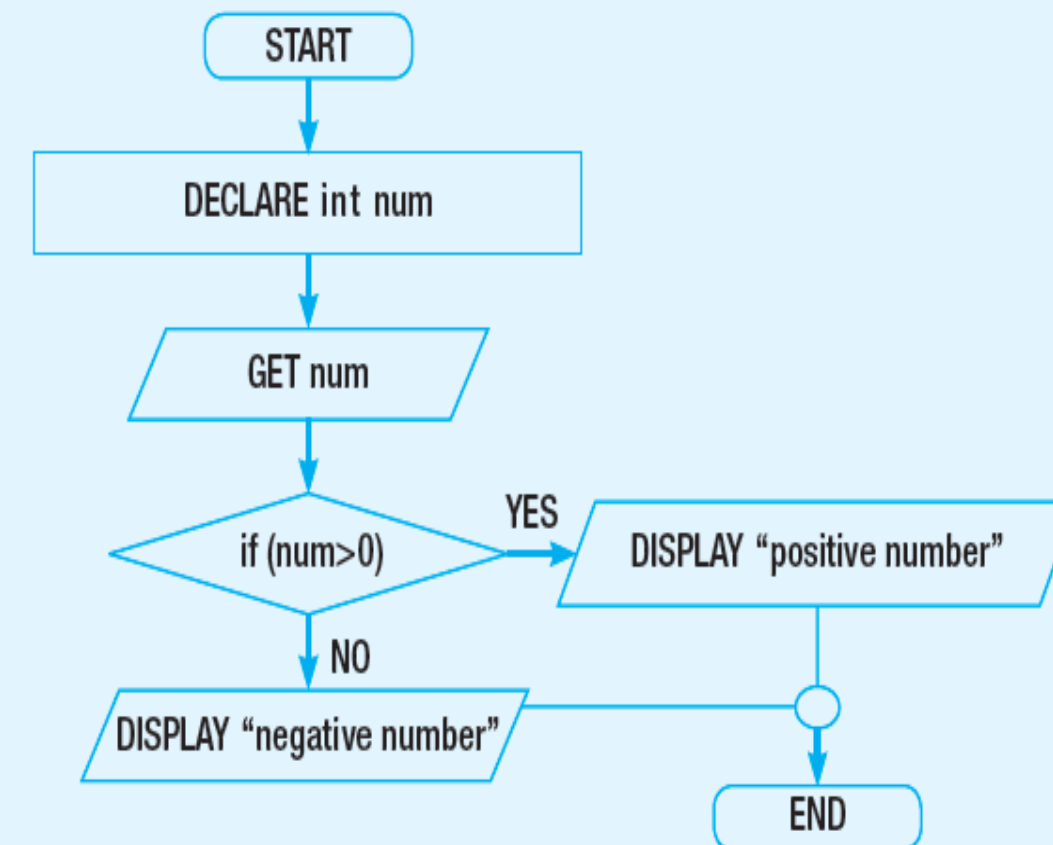 START
DECLARE int num
GET num
if (num>0)
YES
DISPLAY “positive number”
NO
DISPLAY “negative number”
END